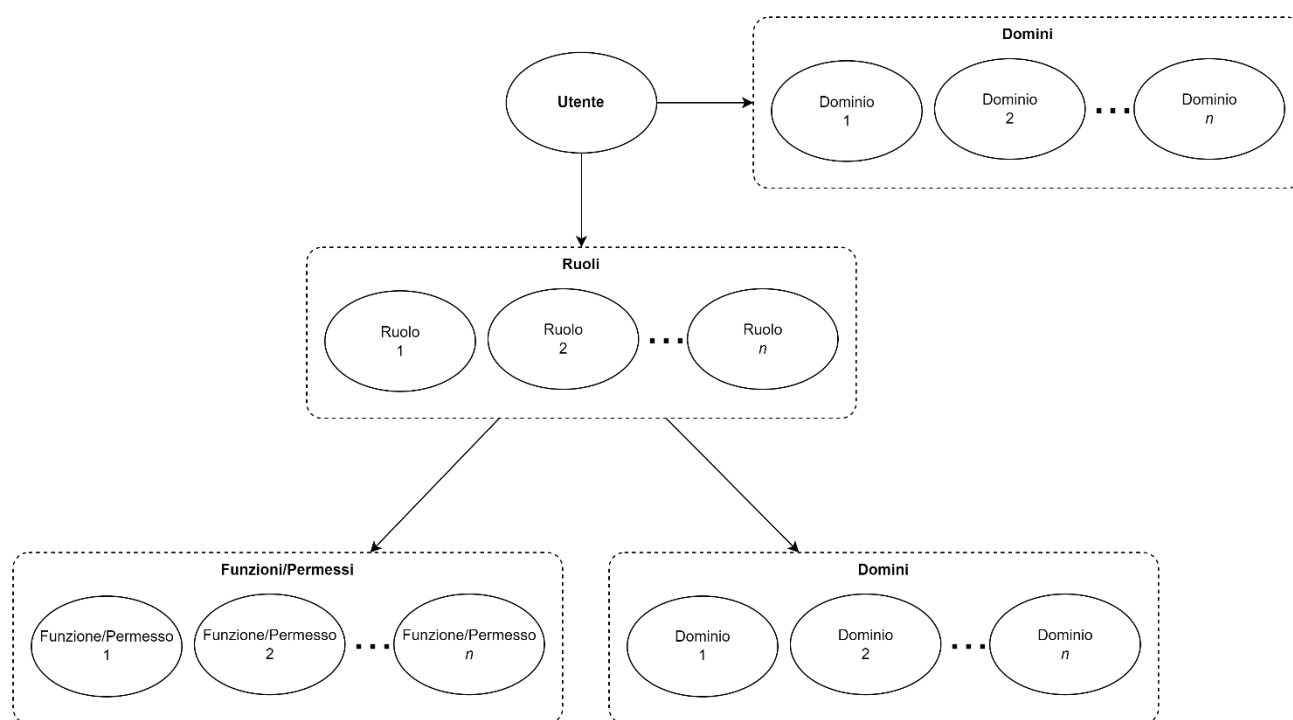 Domini
Utente
Dominio
1
Dominio
2
...
Dominio
n
Ruoli
Ruolo
1
Ruolo
2
...
Ruolo
n
Funzioni/Permessi
Funzione/Permesso
1
Funzione/Permesso
2
...
Funzione/Permesso
n
Domini
Dominio
1
Dominio
2
...
Dominio
n